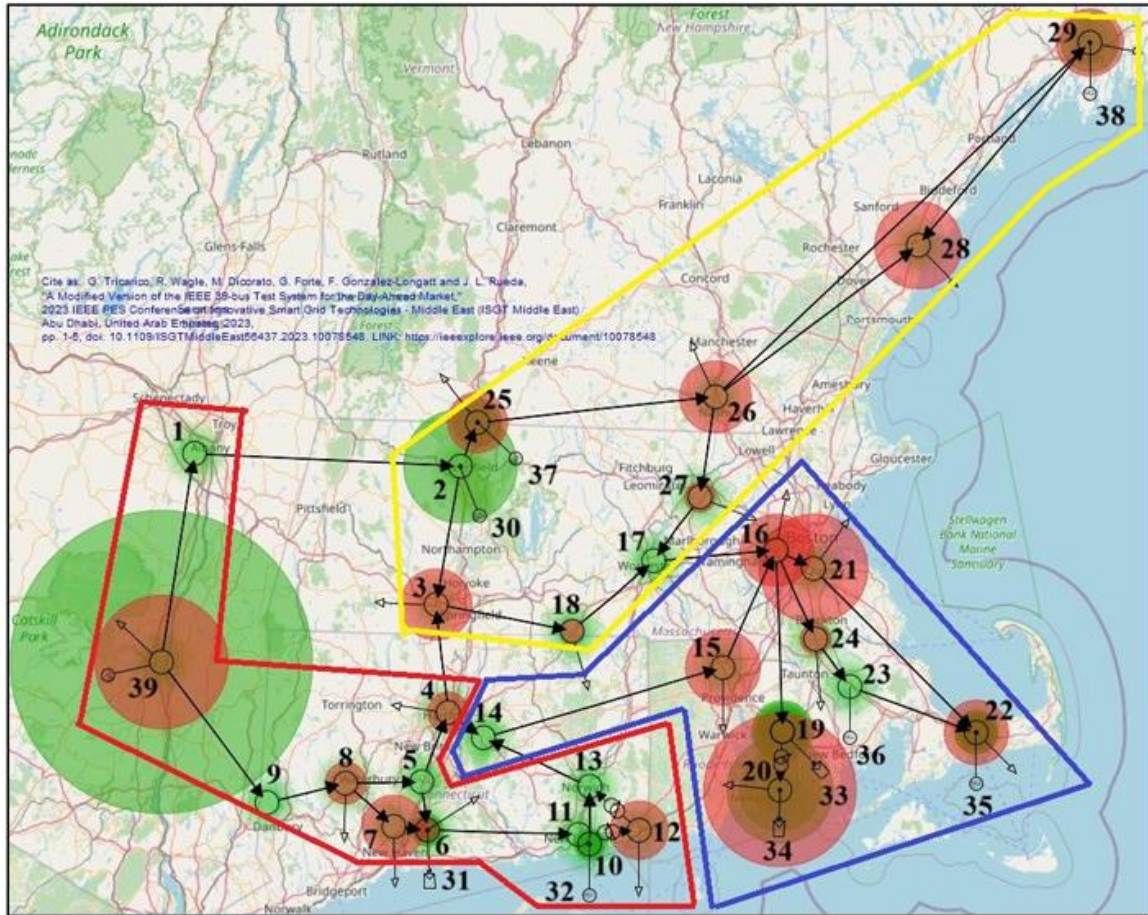 Adirondack
Park
Forest
New Hampshire
Vermont
29
38
Portland
Rutland
Lebanon
Laconia
Biddeford
Sanford
Franklin
28
Claremont
Rochester
Glens Falls
Dover
Concord
Portsmouth
Cite as: G. Tricarico, R. Wagle, M. Dicorato, G. Forte, F. Gonzalez-Longatt and J. L. Rueda,
"A Modified Version of the IEEE 39-bus Test System for the Day-Ahead Market,"
2023 IEEE PES Conference on Innovative Smart Grid Technologies - Middle East (ISGT Middle East)
Abu Dhabi, United Arab Emirates, 2023,
pp. 1-5, doi: 10.1109/ISGTMiddleEast56437.2023.10078548. LINK: https://ieeexplore.ieee.org/document/10078548
Forest
Keene
Manchester
Amesbury
Schenectady
25
26
Haverhill
Lawrence
1
Troy
Albany
2
37
Fitchburg
Leominster
Lowell
Gloucester
27
Peabody
Lynn
Pittsfield
30
Stellwagen
Bank National
Marine
Sanctuary
Northampton
17
Marlborough
16
Boston
Framingham
21
3
Holyoke
Springfield
18
Catskill
Park
Massachusetts
24
Brockton
15
23
39
Taunton
Providence
4
Torrington
14
Warwick
19
22
New Bedford
36
8
5
13
20
9
Connecticut
11
33
35
Danbury
7
6
12
New Haven
10
34
Bridgeport
31
32
Norwalk